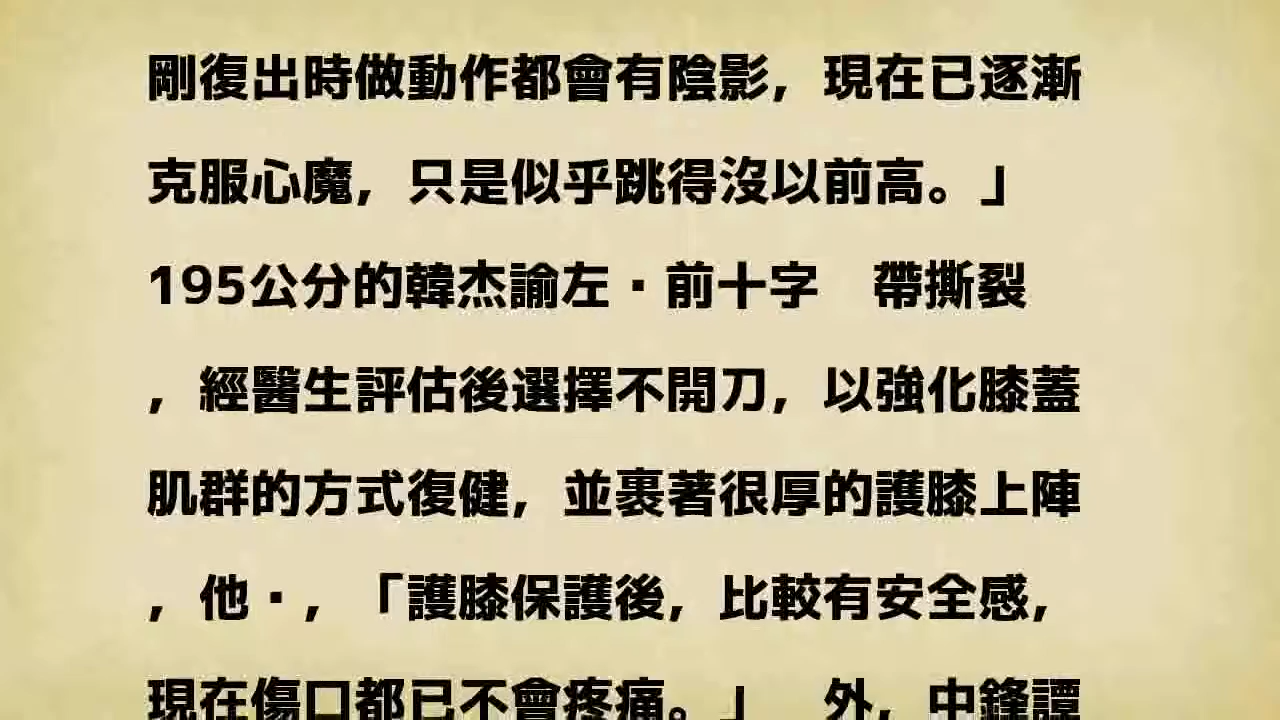 剛復出時做動作都會有陰影，現在已逐漸
克服心魔，只是似乎跳得沒以前高。」
195公分的韓杰諭左·前十字　帶撕裂
，經醫生評估後選擇不開刀，以強化膝蓋
肌群的方式復健，並裹著很厚的護膝上陣
，他·，「護膝保護後，比較有安全感，
現在傷口都已不會疼痛。」　外，中鋒譚